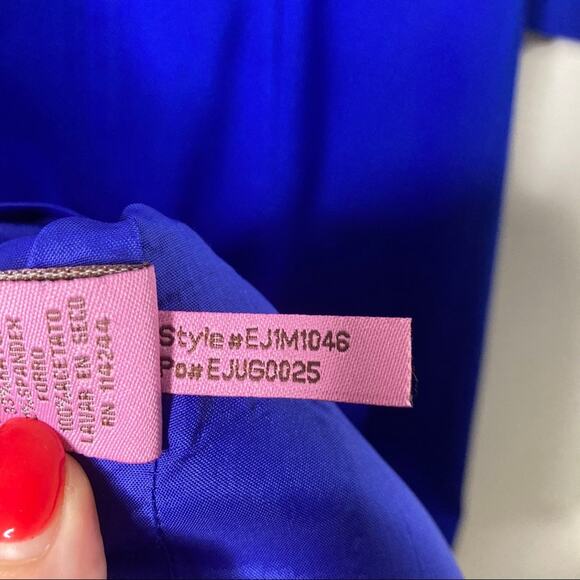 SPANDEX
FORRO
100%ACETATO
LAVAR EN SECO
RN 114244
Style#EJ1M1046
Po#EJUG0025